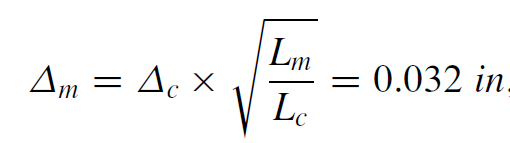 Δm = Δc × √(Lm/Lc) = 0.032 in.